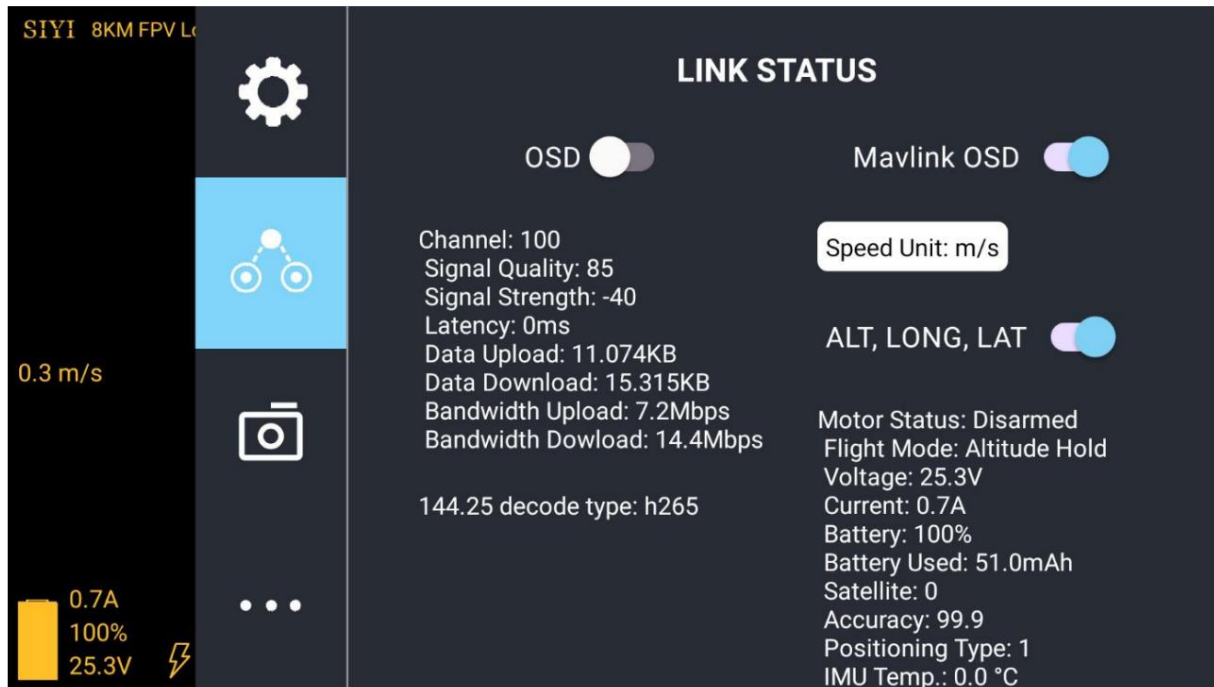 SIYI 8KM FPV
0.3 m/s
0.7A
100%
25.3V
LINK STATUS
OSD
Mavlink OSD
Channel: 100
Signal Quality: 85
Signal Strength: -40
Latency: 0ms
Data Upload: 11.074KB
Data Download: 15.315KB
Bandwidth Upload: 7.2Mbps
Bandwidth Dowload: 14.4Mbps
144.25 decode type: h265
Speed Unit: m/s
ALT, LONG, LAT
Motor Status: Disarmed
Flight Mode: Altitude Hold
Voltage: 25.3V
Current: 0.7A
Battery: 100%
Battery Used: 51.0mAh
Satellite: 0
Accuracy: 99.9
Positioning Type: 1
IMU Temp.: 0.0 °C